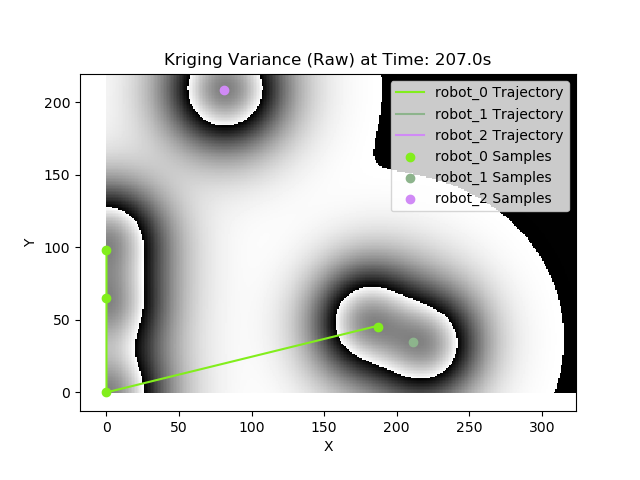 Kriging Variance (Raw) at Time: 207.0s
robot_0 Trajectory
robot_1 Trajectory
robot_2 Trajectory
robot_0 Samples
robot_1 Samples
robot_2 Samples
200
150
100
50
0
Y
0 50 100 150 200 250 300
X